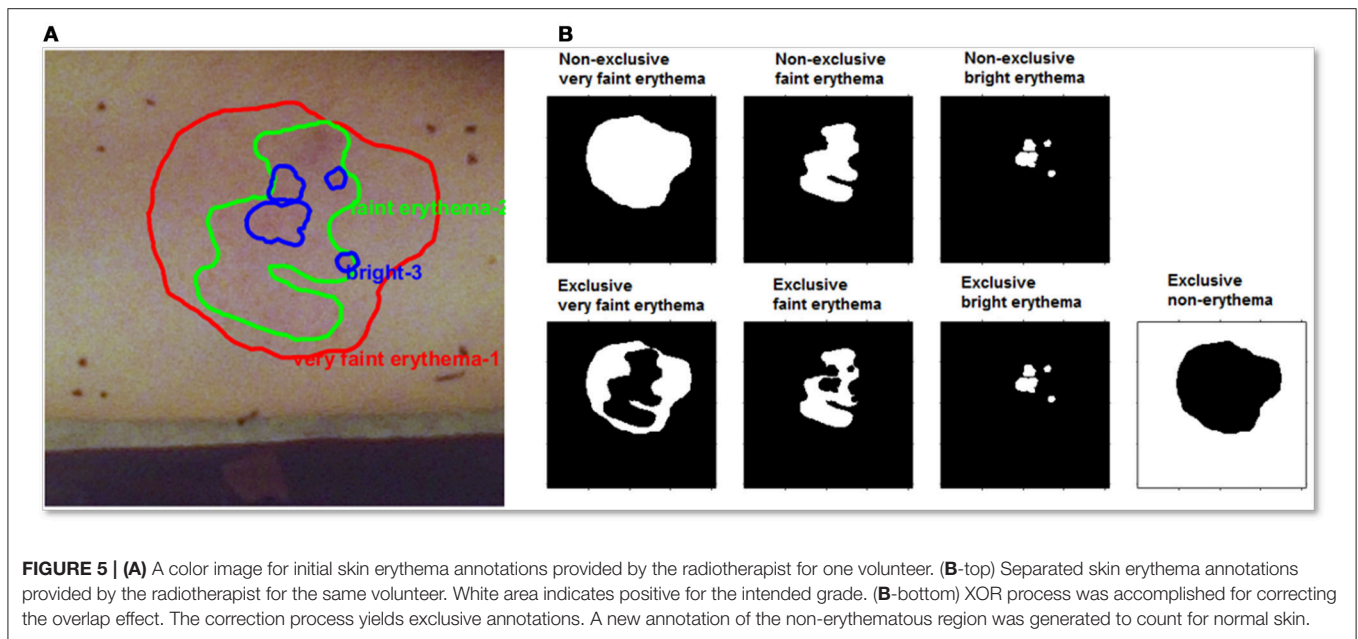 A
B
Non-exclusive
very faint erythema
Non-exclusive
faint erythema
Non-exclusive
bright erythema
faint erythema-2
bright-3
very faint erythema-1
Exclusive
very faint erythema
Exclusive
faint erythema
Exclusive
bright erythema
Exclusive
non-erythema
FIGURE 5 | (A) A color image for initial skin erythema annotations provided by the radiotherapist for one volunteer. (B-top) Separated skin erythema annotations
provided by the radiotherapist for the same volunteer. White area indicates positive for the intended grade. (B-bottom) XOR process was accomplished for correcting
the overlap effect. The correction process yields exclusive annotations. A new annotation of the non-erythematous region was generated to count for normal skin.